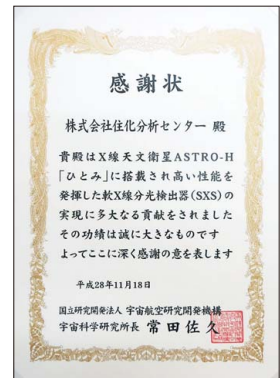 感謝状
株式会社住化分析センター 殿
貴殿はX線天文衛星ASTRO-H
「ひとみ」に搭載され高い性能を
発揮した軟X線分光検出器(SXS)の
実現に多大なる貢献をされました
その功績は誠に大きなものです
よってここに深く感謝の意を表します
平成28年11月18日
国立研究開発法人 宇宙航空研究開発機構
宇宙科学研究所長 常田佐久